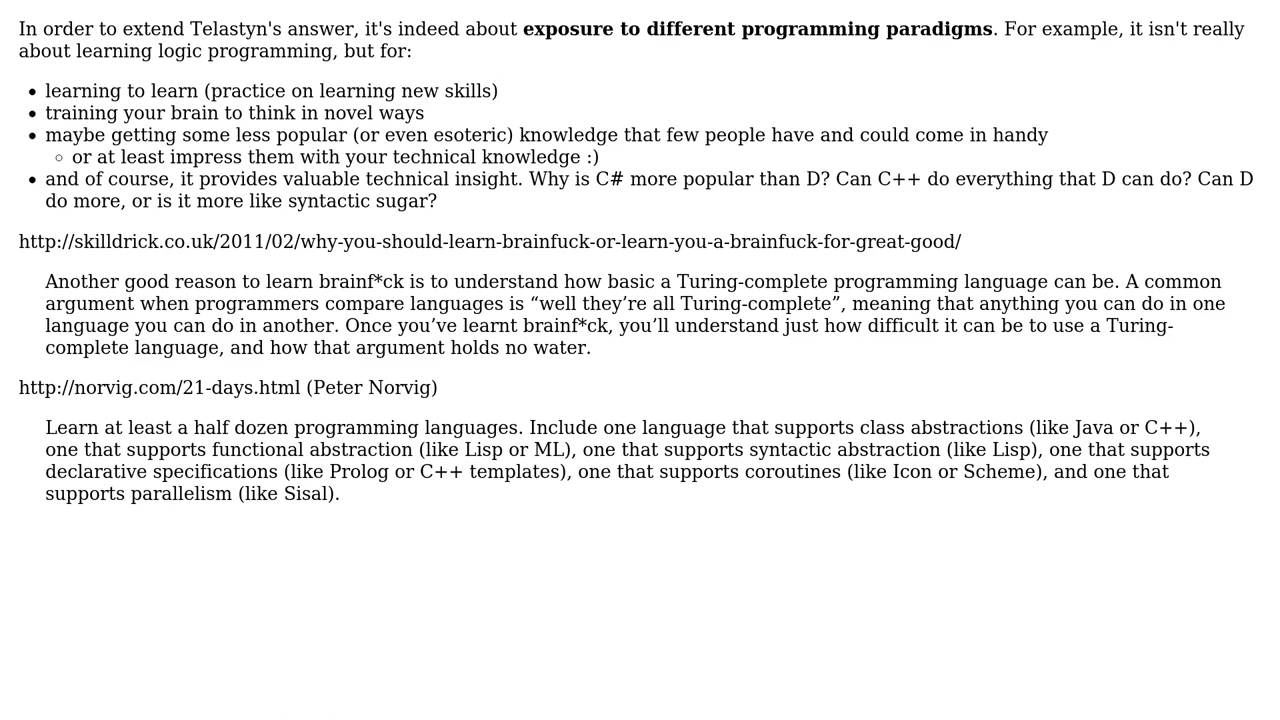 In order to extend Telastyn's answer, it's indeed about exposure to different programming paradigms. For example, it isn't really
about learning logic programming, but for:
• learning to learn (practice on learning new skills)
• training your brain to think in novel ways
• maybe getting some less popular (or even esoteric) knowledge that few people have and could come in handy
◦ or at least impress them with your technical knowledge :)
• and of course, it provides valuable technical insight. Why is C# more popular than D? Can C++ do everything that D can do? Can D
do more, or is it more like syntactic sugar?
http://skilldrick.co.uk/2011/02/why-you-should-learn-brainfuck-or-learn-you-a-brainfuck-for-great-good/
Another good reason to learn brainf*ck is to understand how basic a Turing-complete programming language can be. A common
argument when programmers compare languages is “well they’re all Turing-complete”, meaning that anything you can do in one
language you can do in another. Once you’ve learnt brainf*ck, you’ll understand just how difficult it can be to use a Turing-
complete language, and how that argument holds no water.
http://norvig.com/21-days.html (Peter Norvig)
Learn at least a half dozen programming languages. Include one language that supports class abstractions (like Java or C++),
one that supports functional abstraction (like Lisp or ML), one that supports syntactic abstraction (like Lisp), one that supports
declarative specifications (like Prolog or C++ templates), one that supports coroutines (like Icon or Scheme), and one that
supports parallelism (like Sisal).